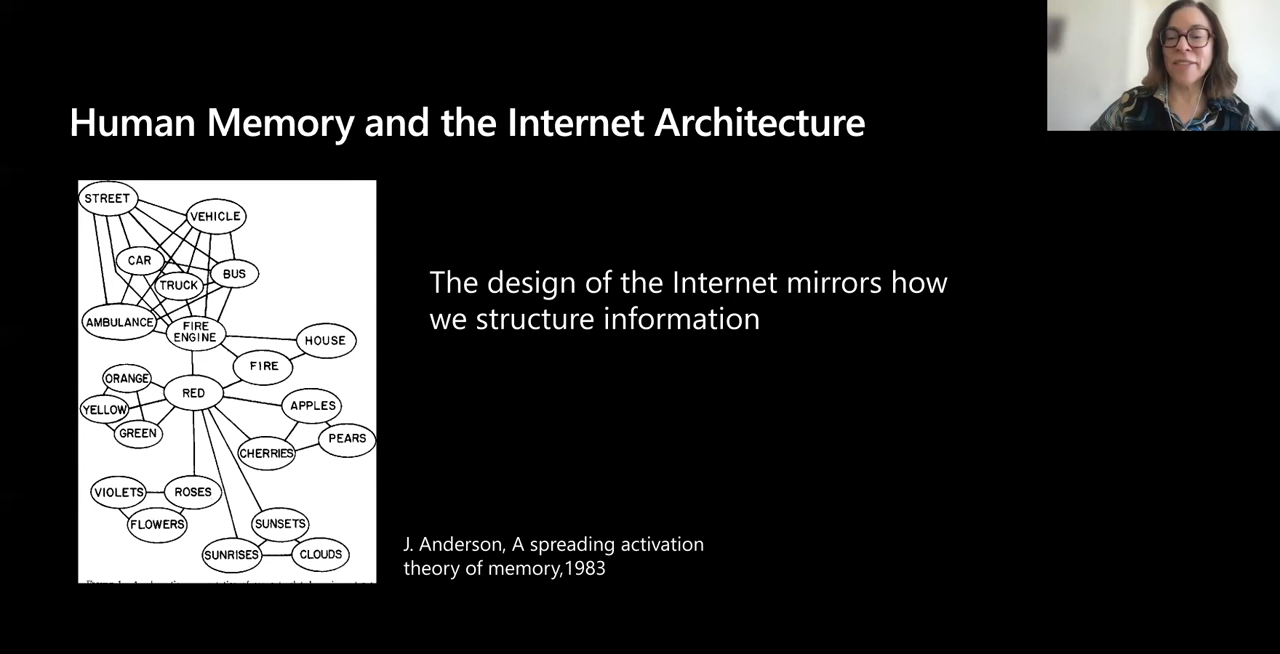 Human Memory and the Internet Architecture
STREET
VEHICLE
CAR
BUS
TRUCK
AMBULANCE
FIRE
ENGINE
HOUSE
FIRE
ORANGE
RED
YELLOW
APPLES
GREEN
PEARS
CHERRIES
VIOLETS
ROSES
FLOWERS
SUNSETS
SUNRISES
CLOUDS
The design of the Internet mirrors how
we structure information
J. Anderson, A spreading activation
theory of memory,1983